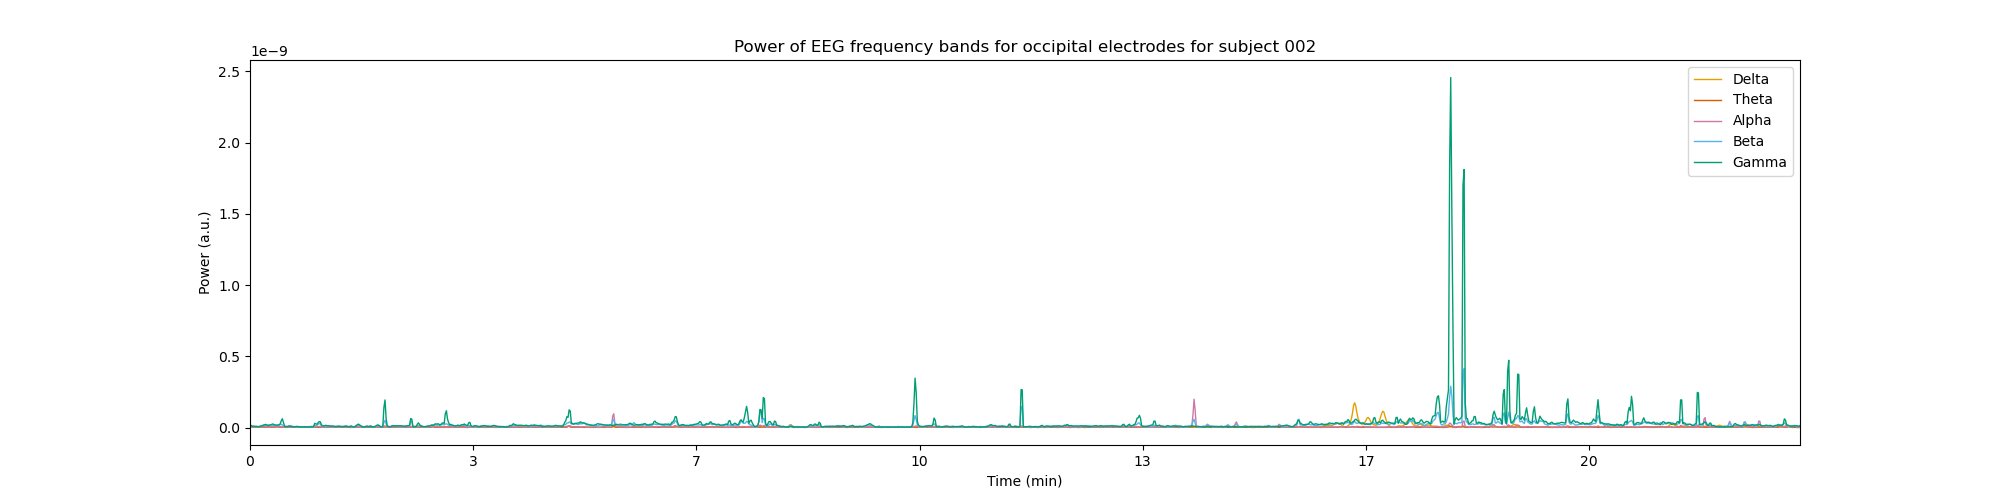 Power of EEG frequency bands for occipital electrodes for subject 002
1e−9
2.5
2.0
1.5
1.0
0.5
0.0
Power (a.u.)
Delta
Theta
Alpha
Beta
Gamma
0
3
7
10
13
17
20
Time (min)